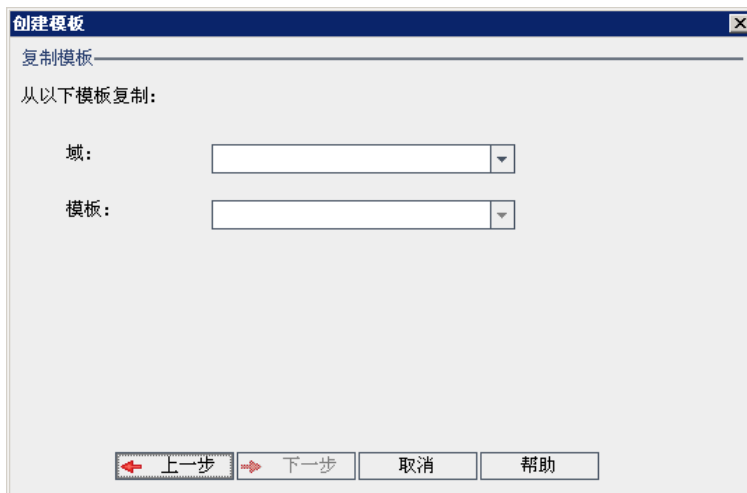 创建模板
复制模板
从以下模板复制:
域:
模板:
上一步 下一步 取消 帮助